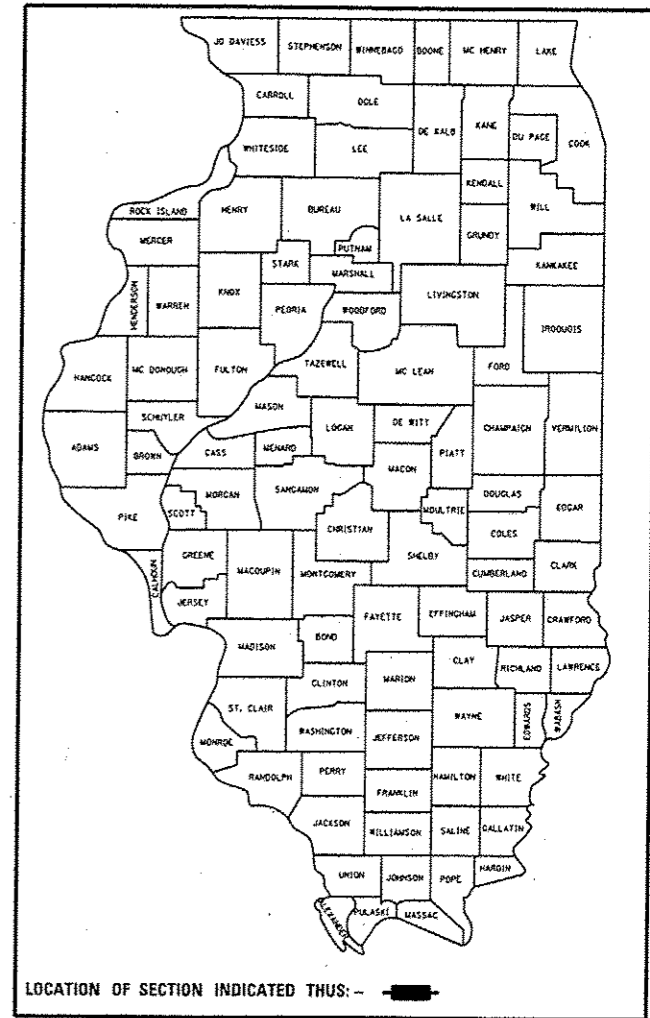 JO DAVIESS STEPHENSON WINNEBAGO BOONE MC HENRY LAKE
CARROLL OGLE DE KALB KANE DU PAGE COOK
WHITESIDE LEE
KENDALL WILL
ROCK ISLAND HENRY BUREAU LA SALLE GRUNDY
MERCER PUTNAM KANKAKEE
STARK MARSHALL
HENDERSON WARREN KNOX PEORIA WOODFORD LIVINGSTON IROQUOIS
HANCOCK MC DONOUGH FULTON TAZEWELL MC LEAN FORD
SCHUYLER MASON LOGAN DE WITT CHAMPAIGN VERMILION
ADAMS BROWN CASS MENARD MACON PIATT
PIKE SCOTT MORGAN SANGAMON CHRISTIAN MOULTRIE DOUGLAS EDGAR
COLES
CALHOUN GREENE MACOUPIN MONTGOMERY SHELBY CUMBERLAND CLARK
JERSEY FAYETTE EFFINGHAM JASPER CRAWFORD
MADISON BOND CLAY RICHLAND LAWRENCE
CLINTON MARION
ST. CLAIR WAYNE EDWARDS WABASH
MONROE WASHINGTON JEFFERSON
RANDOLPH PERRY HAMILTON WHITE
FRANKLIN
JACKSON WILLIAMSON SALINE GALLATIN
UNION JOHNSON POPE HARDIN
ALEXANDER PULASKI MASSAC
LOCATION OF SECTION INDICATED THUS: -